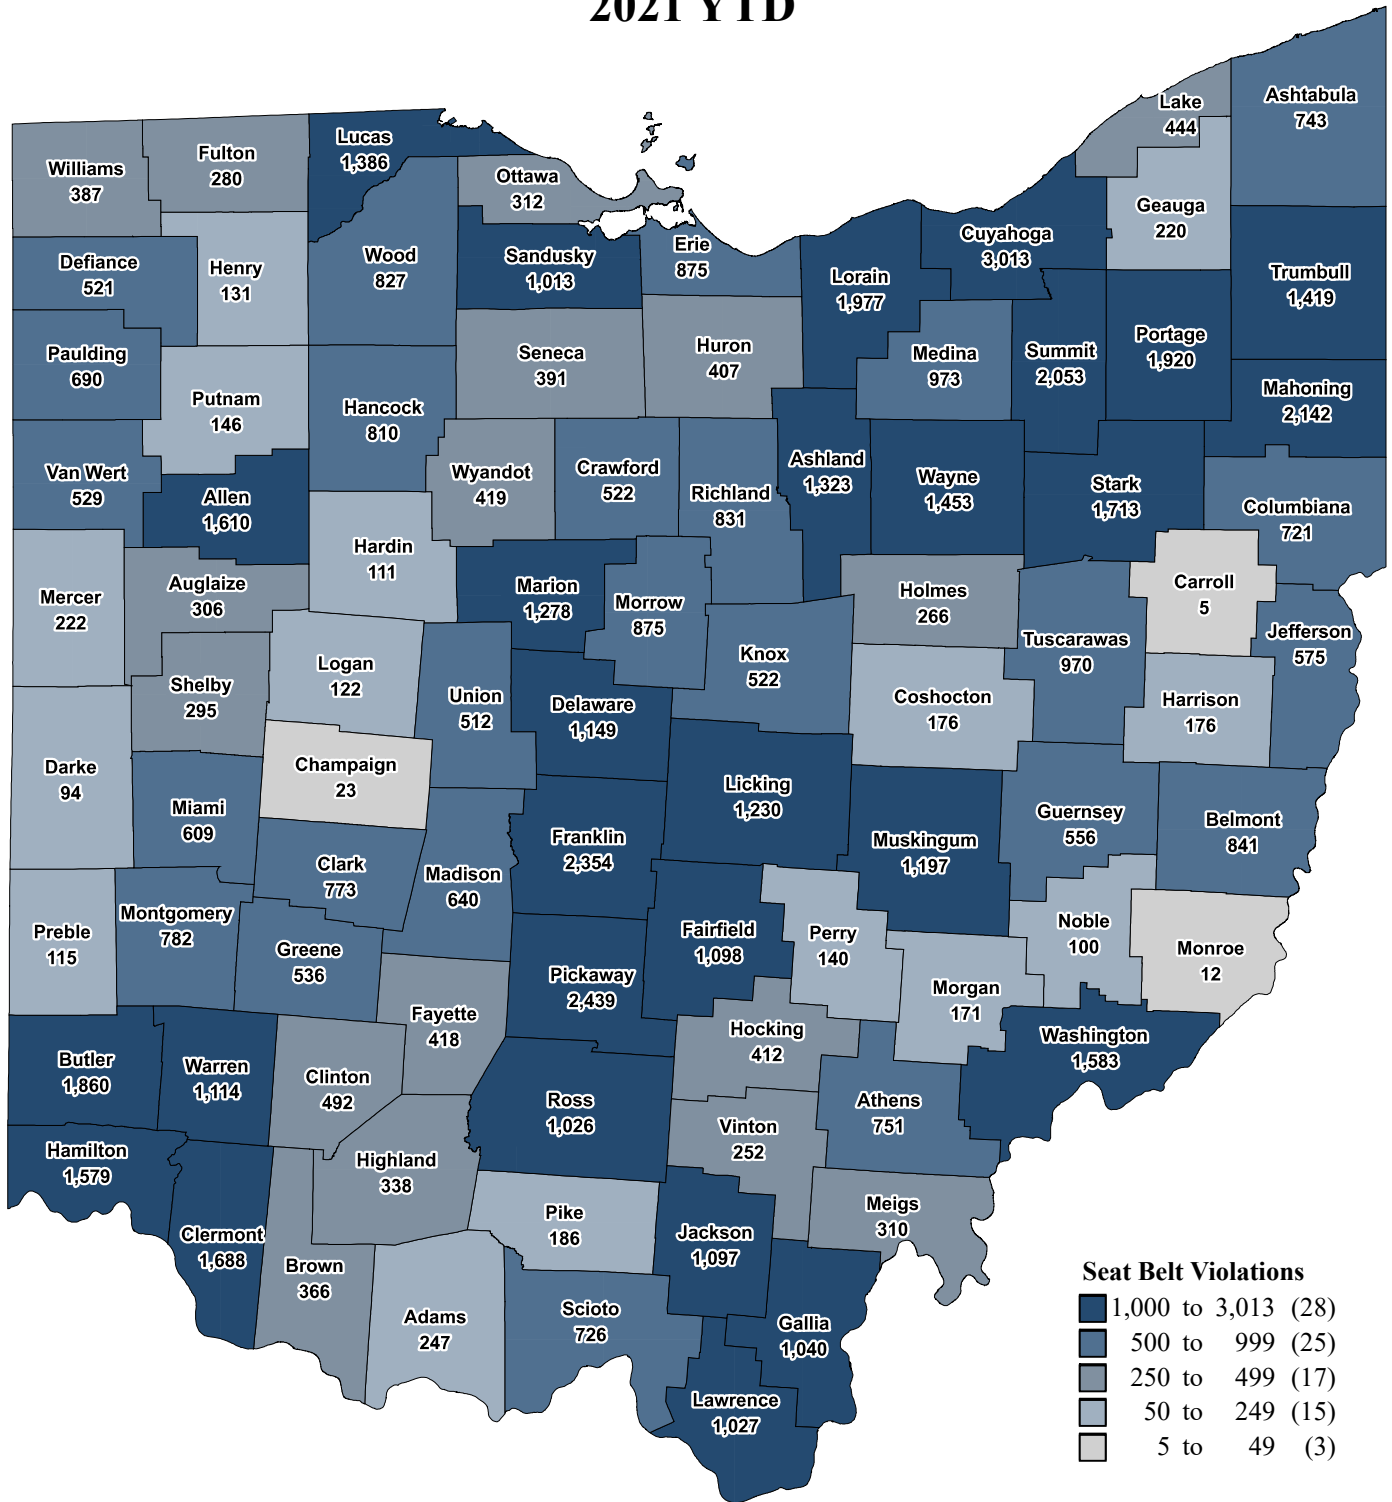 2021 YTD
Lake
444
Ashtabula
743
Lucas
1,386
Williams
387
Fulton
280
Ottawa
312
Geauga
220
Cuyahoga
3,013
Defiance
521
Henry
131
Wood
827
Sandusky
1,013
Erie
875
Lorain
1,977
Trumbull
1,419
Paulding
690
Putnam
146
Hancock
810
Seneca
391
Huron
407
Medina
973
Summit
2,053
Portage
1,920
Mahoning
2,142
Van Wert
529
Allen
1,610
Wyandot
419
Crawford
522
Richland
831
Ashland
1,323
Wayne
1,453
Stark
1,713
Columbiana
721
Mercer
222
Auglaize
306
Hardin
111
Marion
1,278
Morrow
875
Holmes
266
Carroll
5
Tuscarawas
970
Jefferson
575
Shelby
295
Logan
122
Union
512
Delaware
1,149
Knox
522
Coshocton
176
Harrison
176
Darke
94
Miami
609
Champaign
23
Licking
1,230
Muskingum
1,197
Guernsey
556
Belmont
841
Clark
773
Madison
640
Franklin
2,354
Preble
115
Montgomery
782
Greene
536
Pickaway
2,439
Fairfield
1,098
Perry
140
Morgan
171
Noble
100
Monroe
12
Fayette
418
Hocking
412
Washington
1,583
Butler
1,860
Warren
1,114
Clinton
492
Ross
1,026
Vinton
252
Athens
751
Hamilton
1,579
Highland
338
Pike
186
Jackson
1,097
Meigs
310
Clermont
1,688
Brown
366
Adams
247
Scioto
726
Gallia
1,040
Lawrence
1,027
Seat Belt Violations
1,000 to 3,013 (28)
500 to 999 (25)
250 to 499 (17)
50 to 249 (15)
5 to 49 (3)